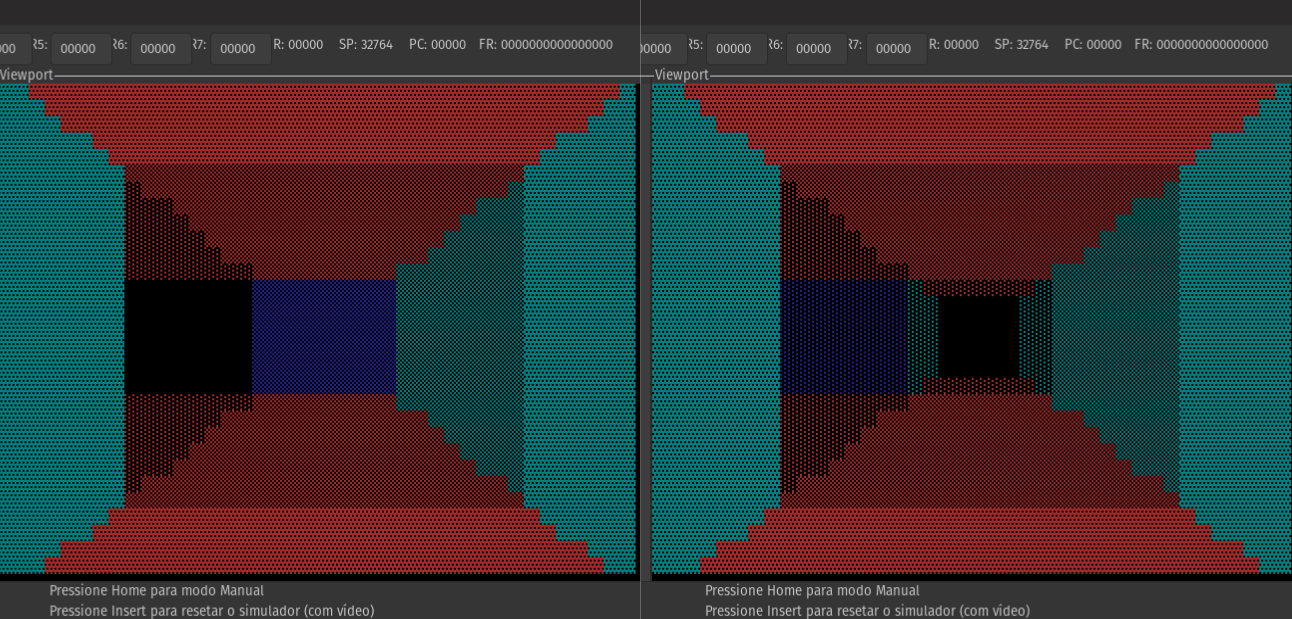 000 R5: 00000 R6: 00000 R7: 00000 R: 00000 SP: 32764 PC: 00000 FR: 0000000000000000
Viewport
Pressione Home para modo Manual
Pressione Insert para resetar o simulador (com vídeo)
00000 R5: 00000 R6: 00000 R7: 00000 R: 00000 SP: 32764 PC: 00000 FR: 0000000000000000
Viewport
Pressione Home para modo Manual
Pressione Insert para resetar o simulador (com vídeo)